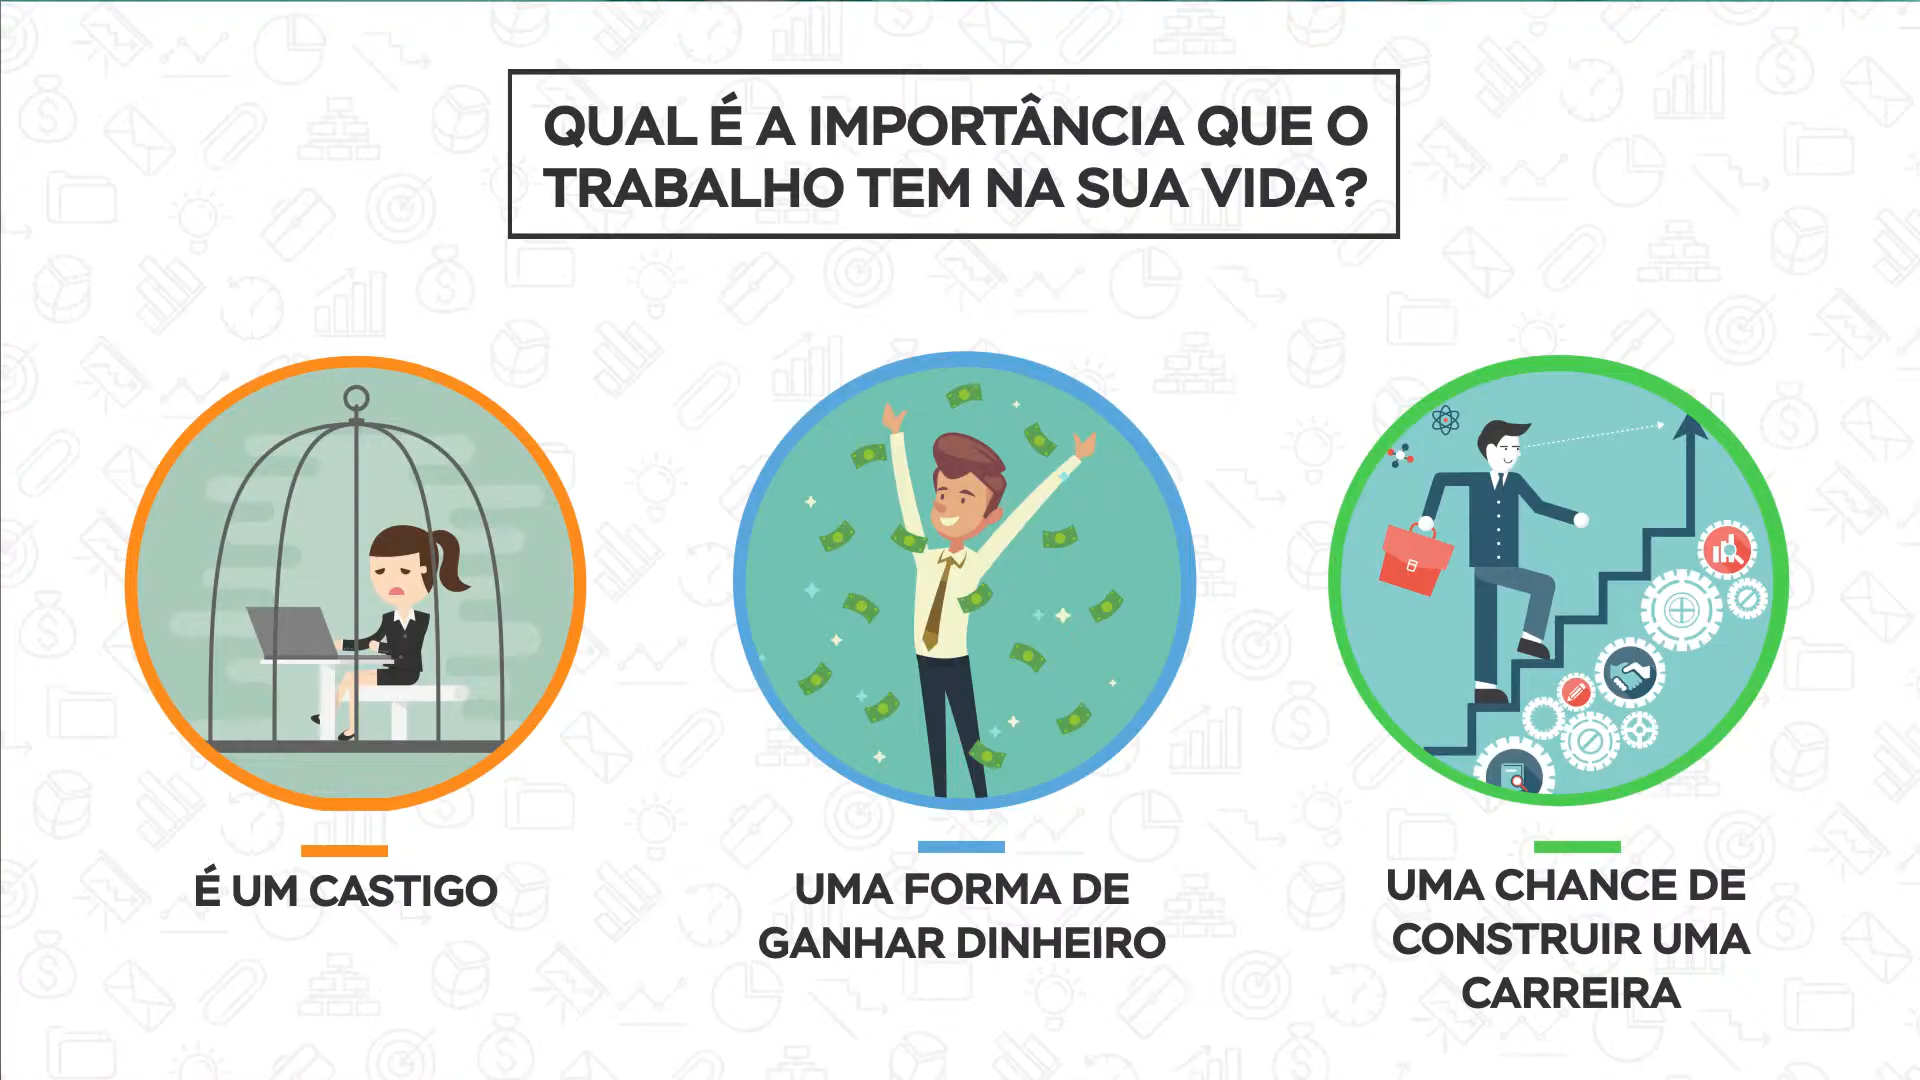 QUAL É A IMPORTÂNCIA QUE O
TRABALHO TEM NA SUA VIDA?
É UM CASTIGO
UMA FORMA DE
GANHAR DINHEIRO
UMA CHANCE DE
CONSTRUIR UMA
CARREIRA